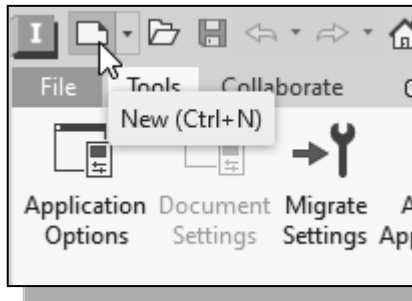 I
File Tools Collaborate
New (Ctrl+N)
Application Document Migrate
Options Settings Settings